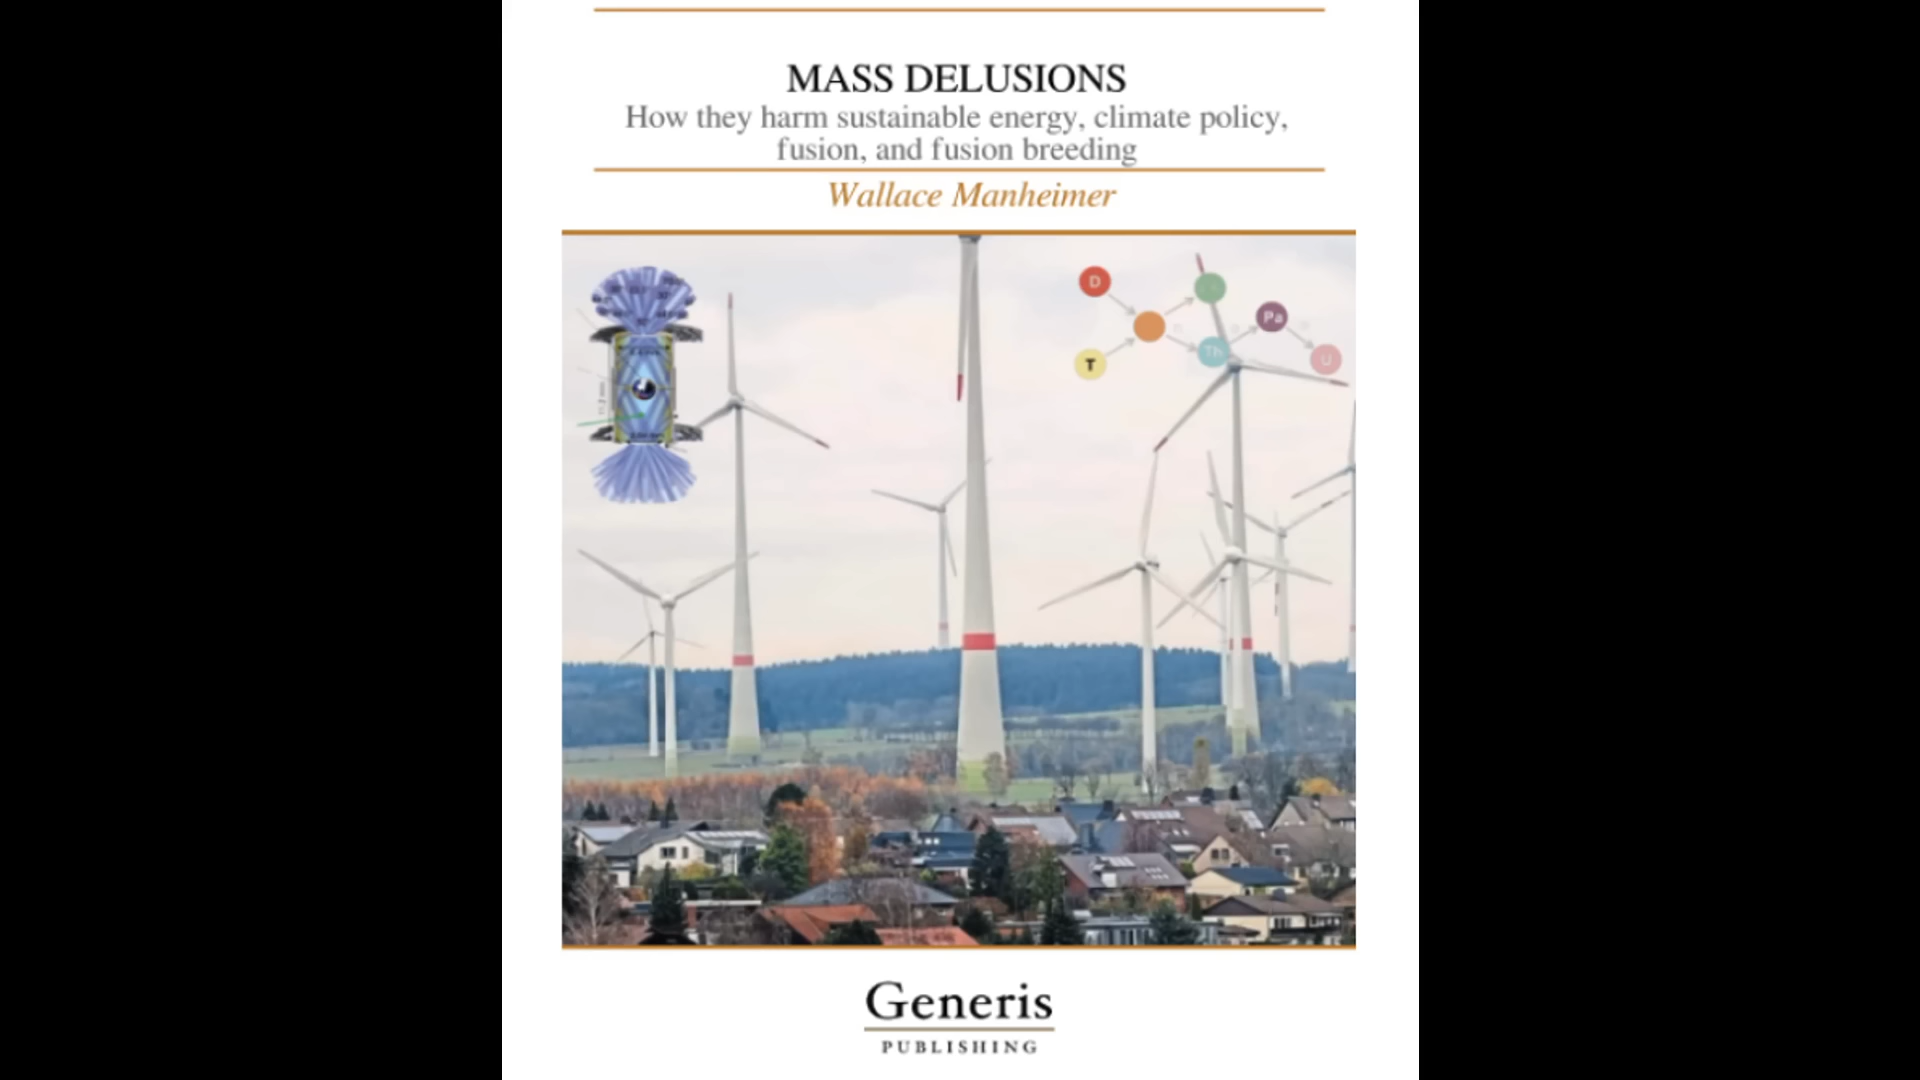 MASS DELUSIONS
How they harm sustainable energy, climate policy,
fusion, and fusion breeding
Wallace Manheimer
D
Pa
T
Th
U
Generis
PUBLISHING